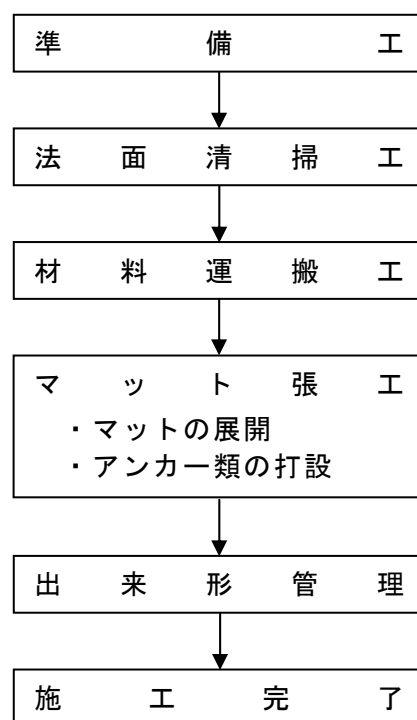 準備工
法面清掃工
材料運搬工
マット張工
・マットの展開
・アンカー類の打設
出来形管理
施工完了